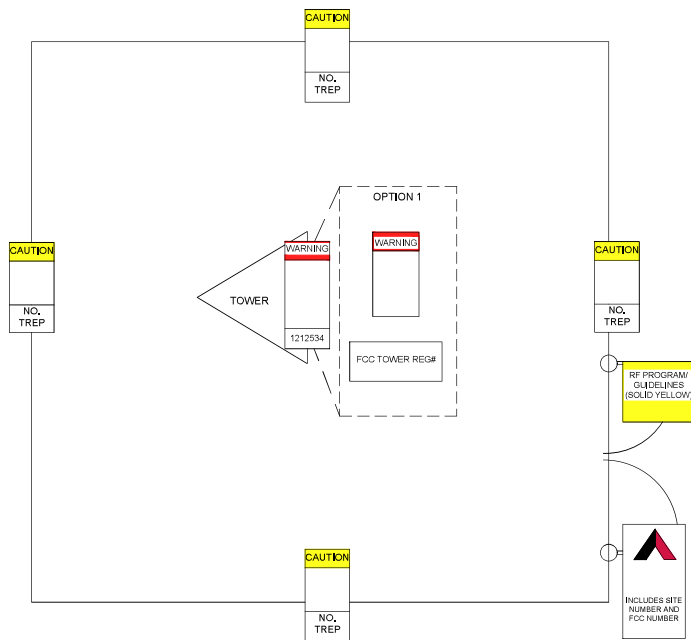 CAUTION
NO.
TREP
OPTION 1
CAUTION
NO.
TREP
WARNING
1212534
TOWER
WARNING
FCC TOWER REG#
CAUTION
NO.
TREP
RF PROGRAM/
GUIDELINES
(SOLID YELLOW)
CAUTION
NO.
TREP
INCLUDES SITE
NUMBER AND
FCC NUMBER